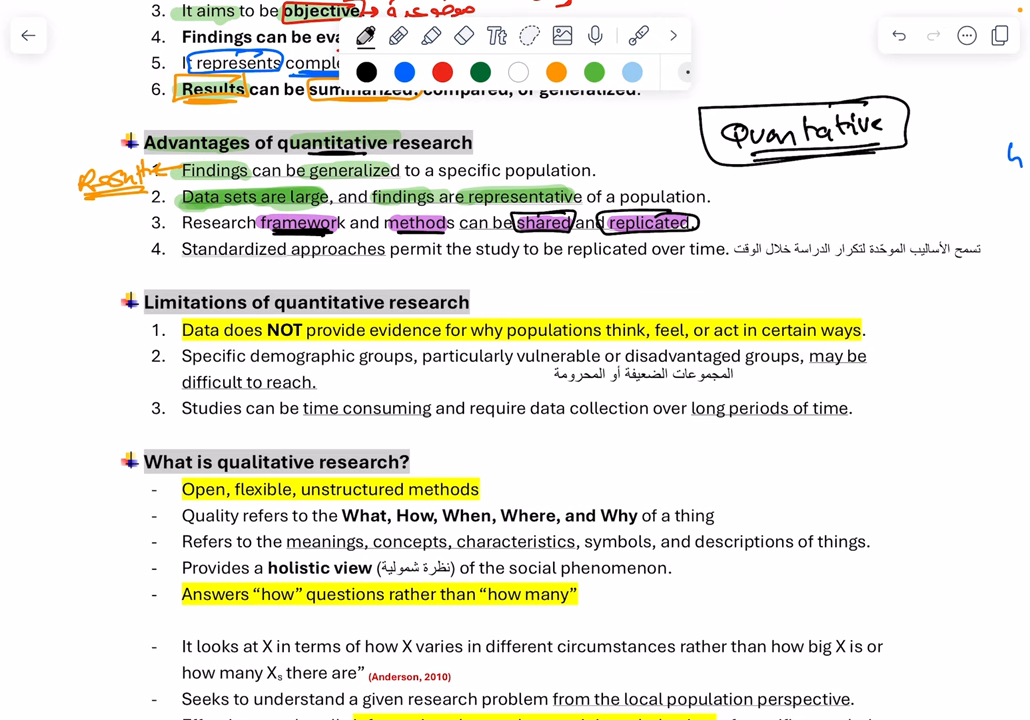 3. It aims to be objective موضوعية
4. Findings can be eva
5. It represents comple
6. Results can be summarized, compared, or generalized.
Tt
Quantative
Advantages of quantitative research
1. Findings can be generalized to a specific population.
Results
2. Data sets are large, and findings are representative of a population.
3. Research framework and methods can be shared and replicated.
4. Standardized approaches permit the study to be replicated over time. تسمح الأساليب الموحّدة لتكرار الدراسة خلال الوقت
Limitations of quantitative research
1. Data does NOT provide evidence for why populations think, feel, or act in certain ways.
2. Specific demographic groups, particularly vulnerable or disadvantaged groups, may be
المجموعات الضعيفة أو المحرومة
difficult to reach.
3. Studies can be time consuming and require data collection over long periods of time.
What is qualitative research?
- Open, flexible, unstructured methods
- Quality refers to the What, How, When, Where, and Why of a thing
- Refers to the meanings, concepts, characteristics, symbols, and descriptions of things.
- Provides a holistic view (نظرة شمولية) of the social phenomenon.
- Answers “how” questions rather than “how many”
- It looks at X in terms of how X varies in different circumstances rather than how big X is or
how many Xs there are” (Anderson, 2010)
- Seeks to understand a given research problem from the local population perspective.